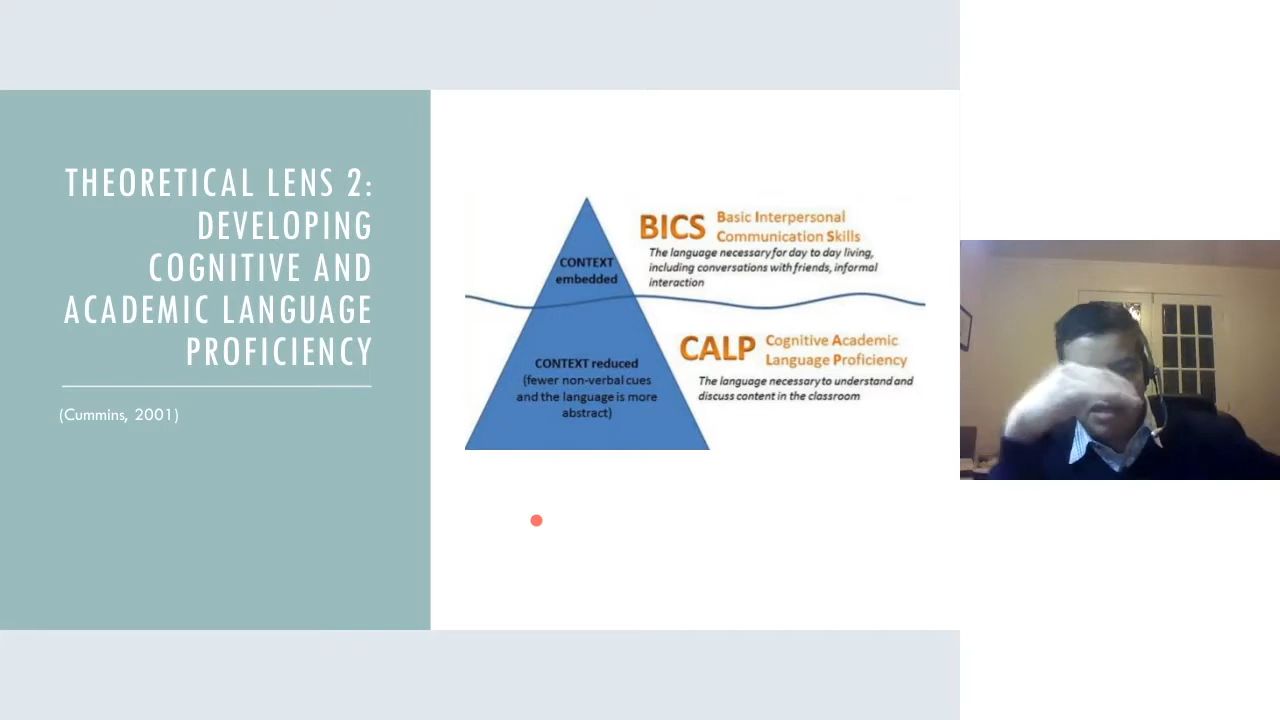 THEORETICAL LENS 2:
DEVELOPING
COGNITIVE AND
ACADEMIC LANGUAGE
PROFICIENCY
(Cummins, 2001)
CONTEXT
embedded
BICS
Basic Interpersonal
Communication Skills
The language necessary for day to day living,
including conversations with friends, informal
interaction
CONTEXT reduced
(fewer non-verbal cues
and the language is more
abstract)
CALP
Cognitive Academic
Language Proficiency
The language necessary to understand and
discuss content in the classroom